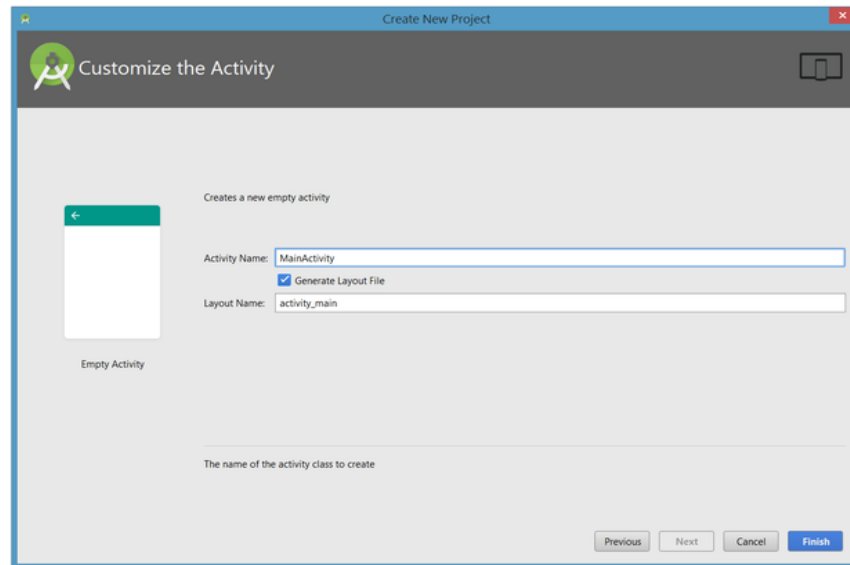 Create New Project
Customize the Activity
Creates a new empty activity
Activity Name: MainActivity
Generate Layout File
Layout Name: activity_main
Empty Activity
The name of the activity class to create
Previous Next Cancel Finish